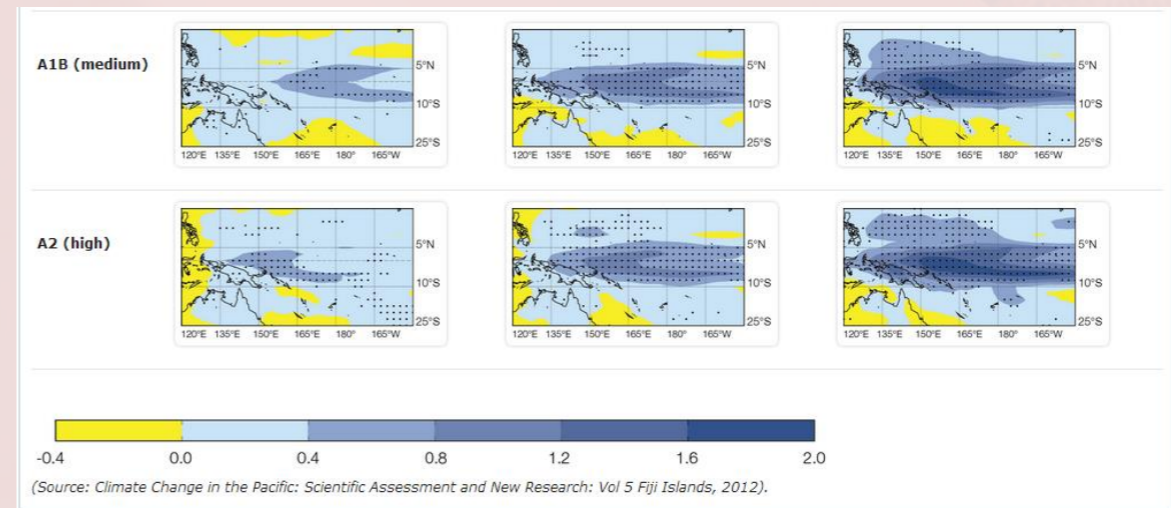 A1B (medium)
5°N
10°S
25°S
120°E 135°E 150°E 165°E 180° 165°W
5°N
10°S
25°S
120°E 135°E 150°E 165°E 180° 165°W
5°N
10°S
25°S
120°E 135°E 150°E 165°E 180° 165°W
A2 (high)
5°N
10°S
25°S
120°E 135°E 150°E 165°E 180° 165°W
5°N
10°S
25°S
120°E 135°E 150°E 165°E 180° 165°W
5°N
10°S
25°S
120°E 135°E 150°E 165°E 180° 165°W
-0.4 0.0 0.4 0.8 1.2 1.6 2.0
(Source: Climate Change in the Pacific: Scientific Assessment and New Research: Vol 5 Fiji Islands, 2012).